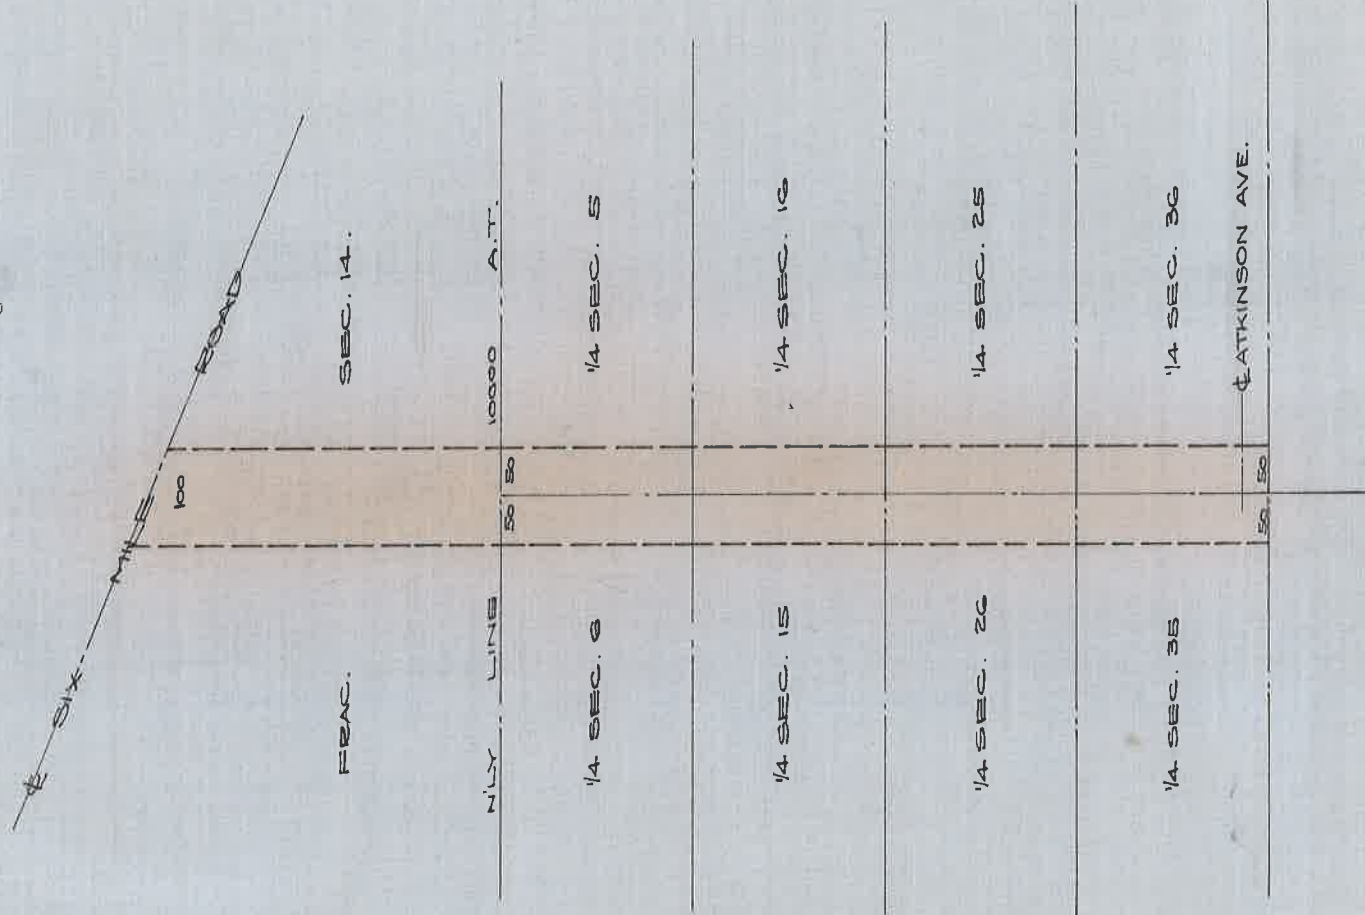 ℄ SIX MILE ROAD
100
FRAC. SEC. 14.
N'LY LINE 10000 A.T.
50 50
1/4 SEC. 6
1/4 SEC. 5
1/4 SEC. 15
1/4 SEC. 16
1/4 SEC. 26
1/4 SEC. 25
1/4 SEC. 35
1/4 SEC. 36
℄ ATKINSON AVE.
50 50